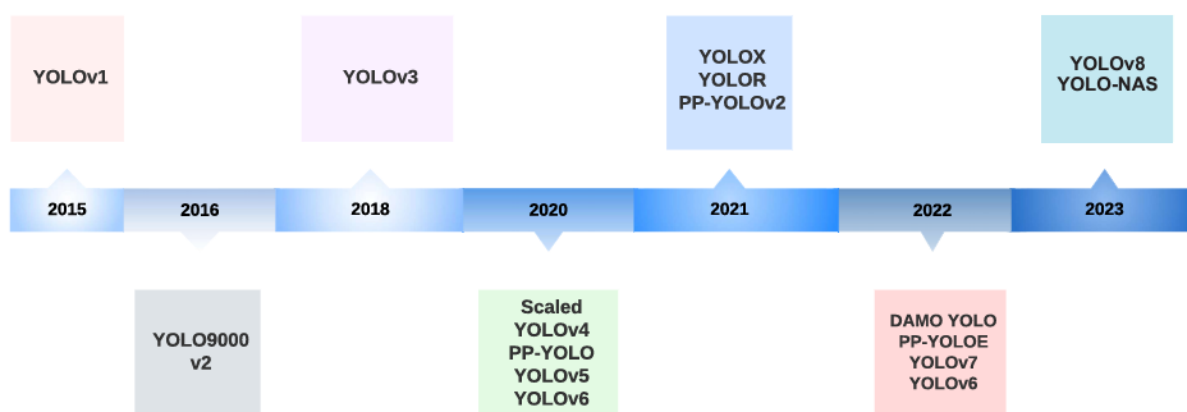 YOLOv1
YOLOv3
YOLOX
YOLOR
PP-YOLOv2
YOLOv8
YOLO-NAS
2015
2016
2018
2020
2021
2022
2023
YOLO9000
v2
Scaled
YOLOv4
PP-YOLO
YOLOv5
YOLOv6
DAMO YOLO
PP-YOLOE
YOLOv7
YOLOv6